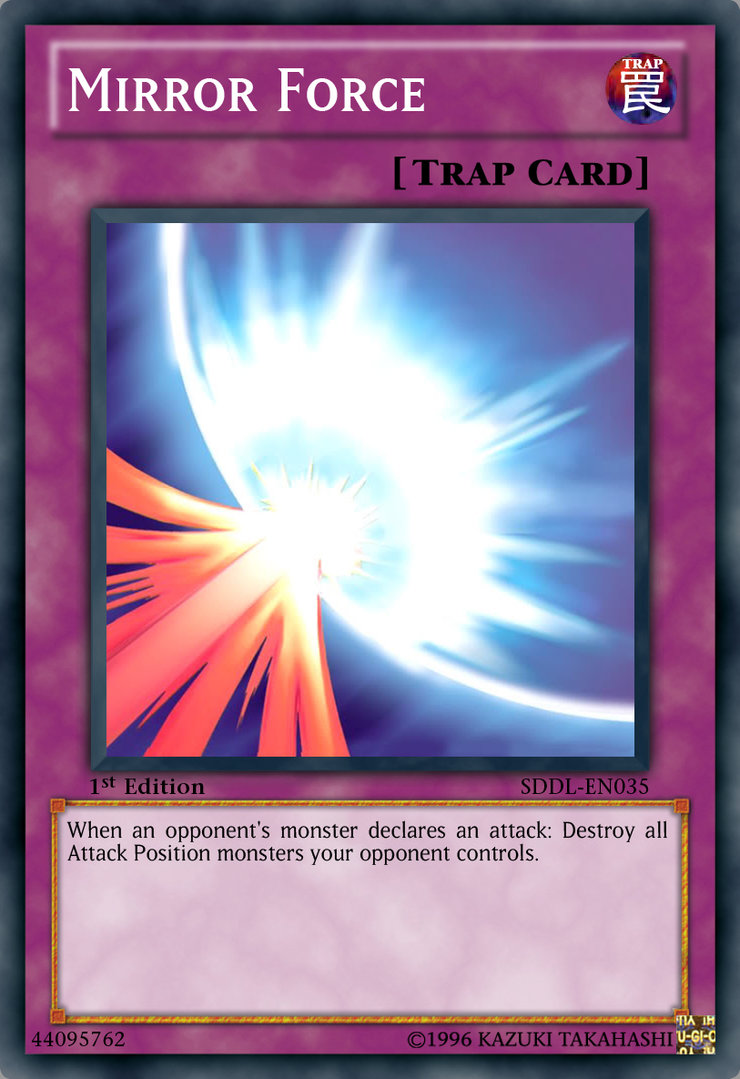 MIRROR FORCE
TRAP
罠
[TRAP CARD]
1st Edition
SDDL-EN035
When an opponent's monster declares an attack: Destroy all
Attack Position monsters your opponent controls.
44095762
©1996 KAZUKI TAKAHASHI
U-GI-O